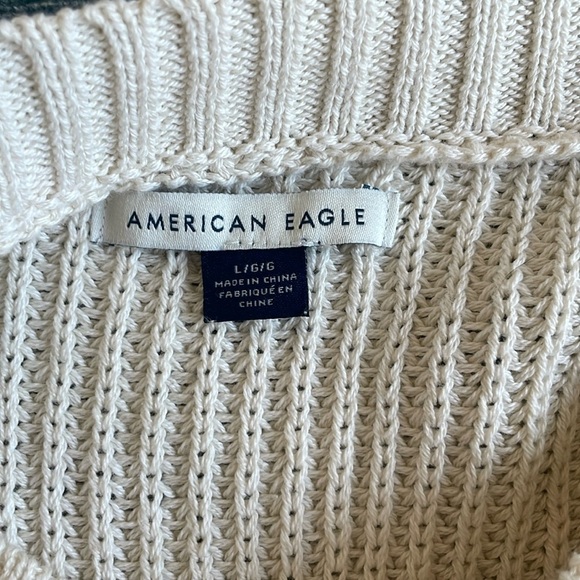 AMERICAN EAGLE
L/G/G
MADE IN CHINA
FABRIQUÉ EN
CHINE